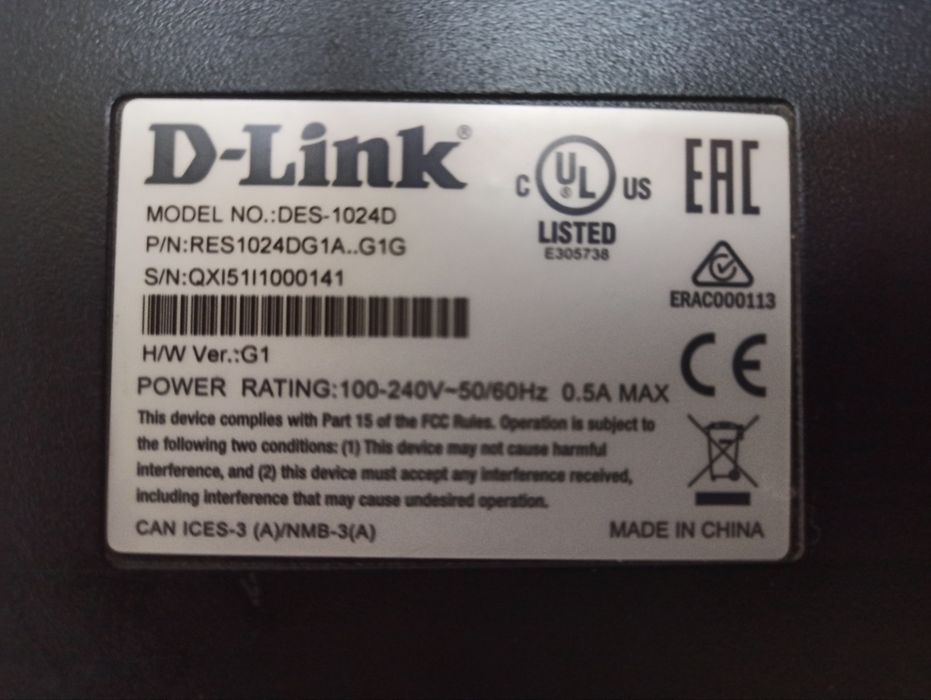 D-Link®
MODEL NO.:DES-1024D
P/N:RES1024DG1A..G1G
S/N:QXI51I1000141
H/W Ver.:G1
POWER RATING:100-240V~50/60Hz 0.5A MAX
This device complies with Part 15 of the FCC Rules. Operation is subject to
the following two conditions: (1) This device may not cause harmful
interference, and (2) this device must accept any interference received,
including interference that may cause undesired operation.
CAN ICES-3 (A)/NMB-3(A)
MADE IN CHINA
C UL® US
LISTED
E305738
EAC
ERAC000113
CE